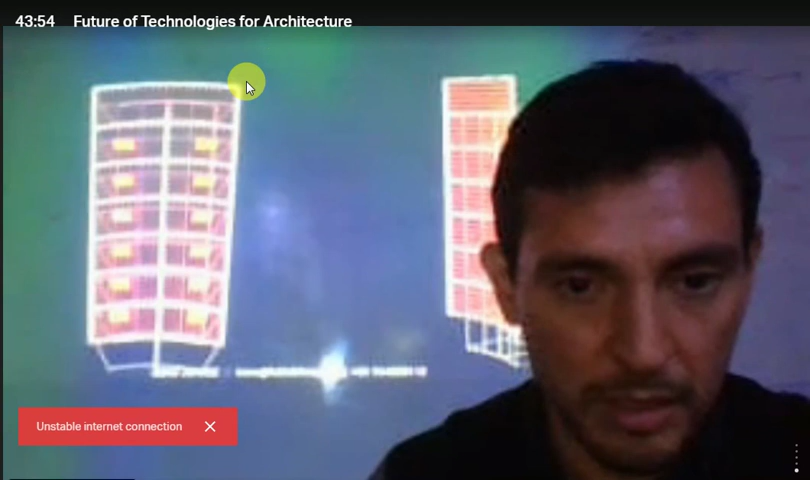 43:54 Future of Technologies for Architecture
Unstable internet connection